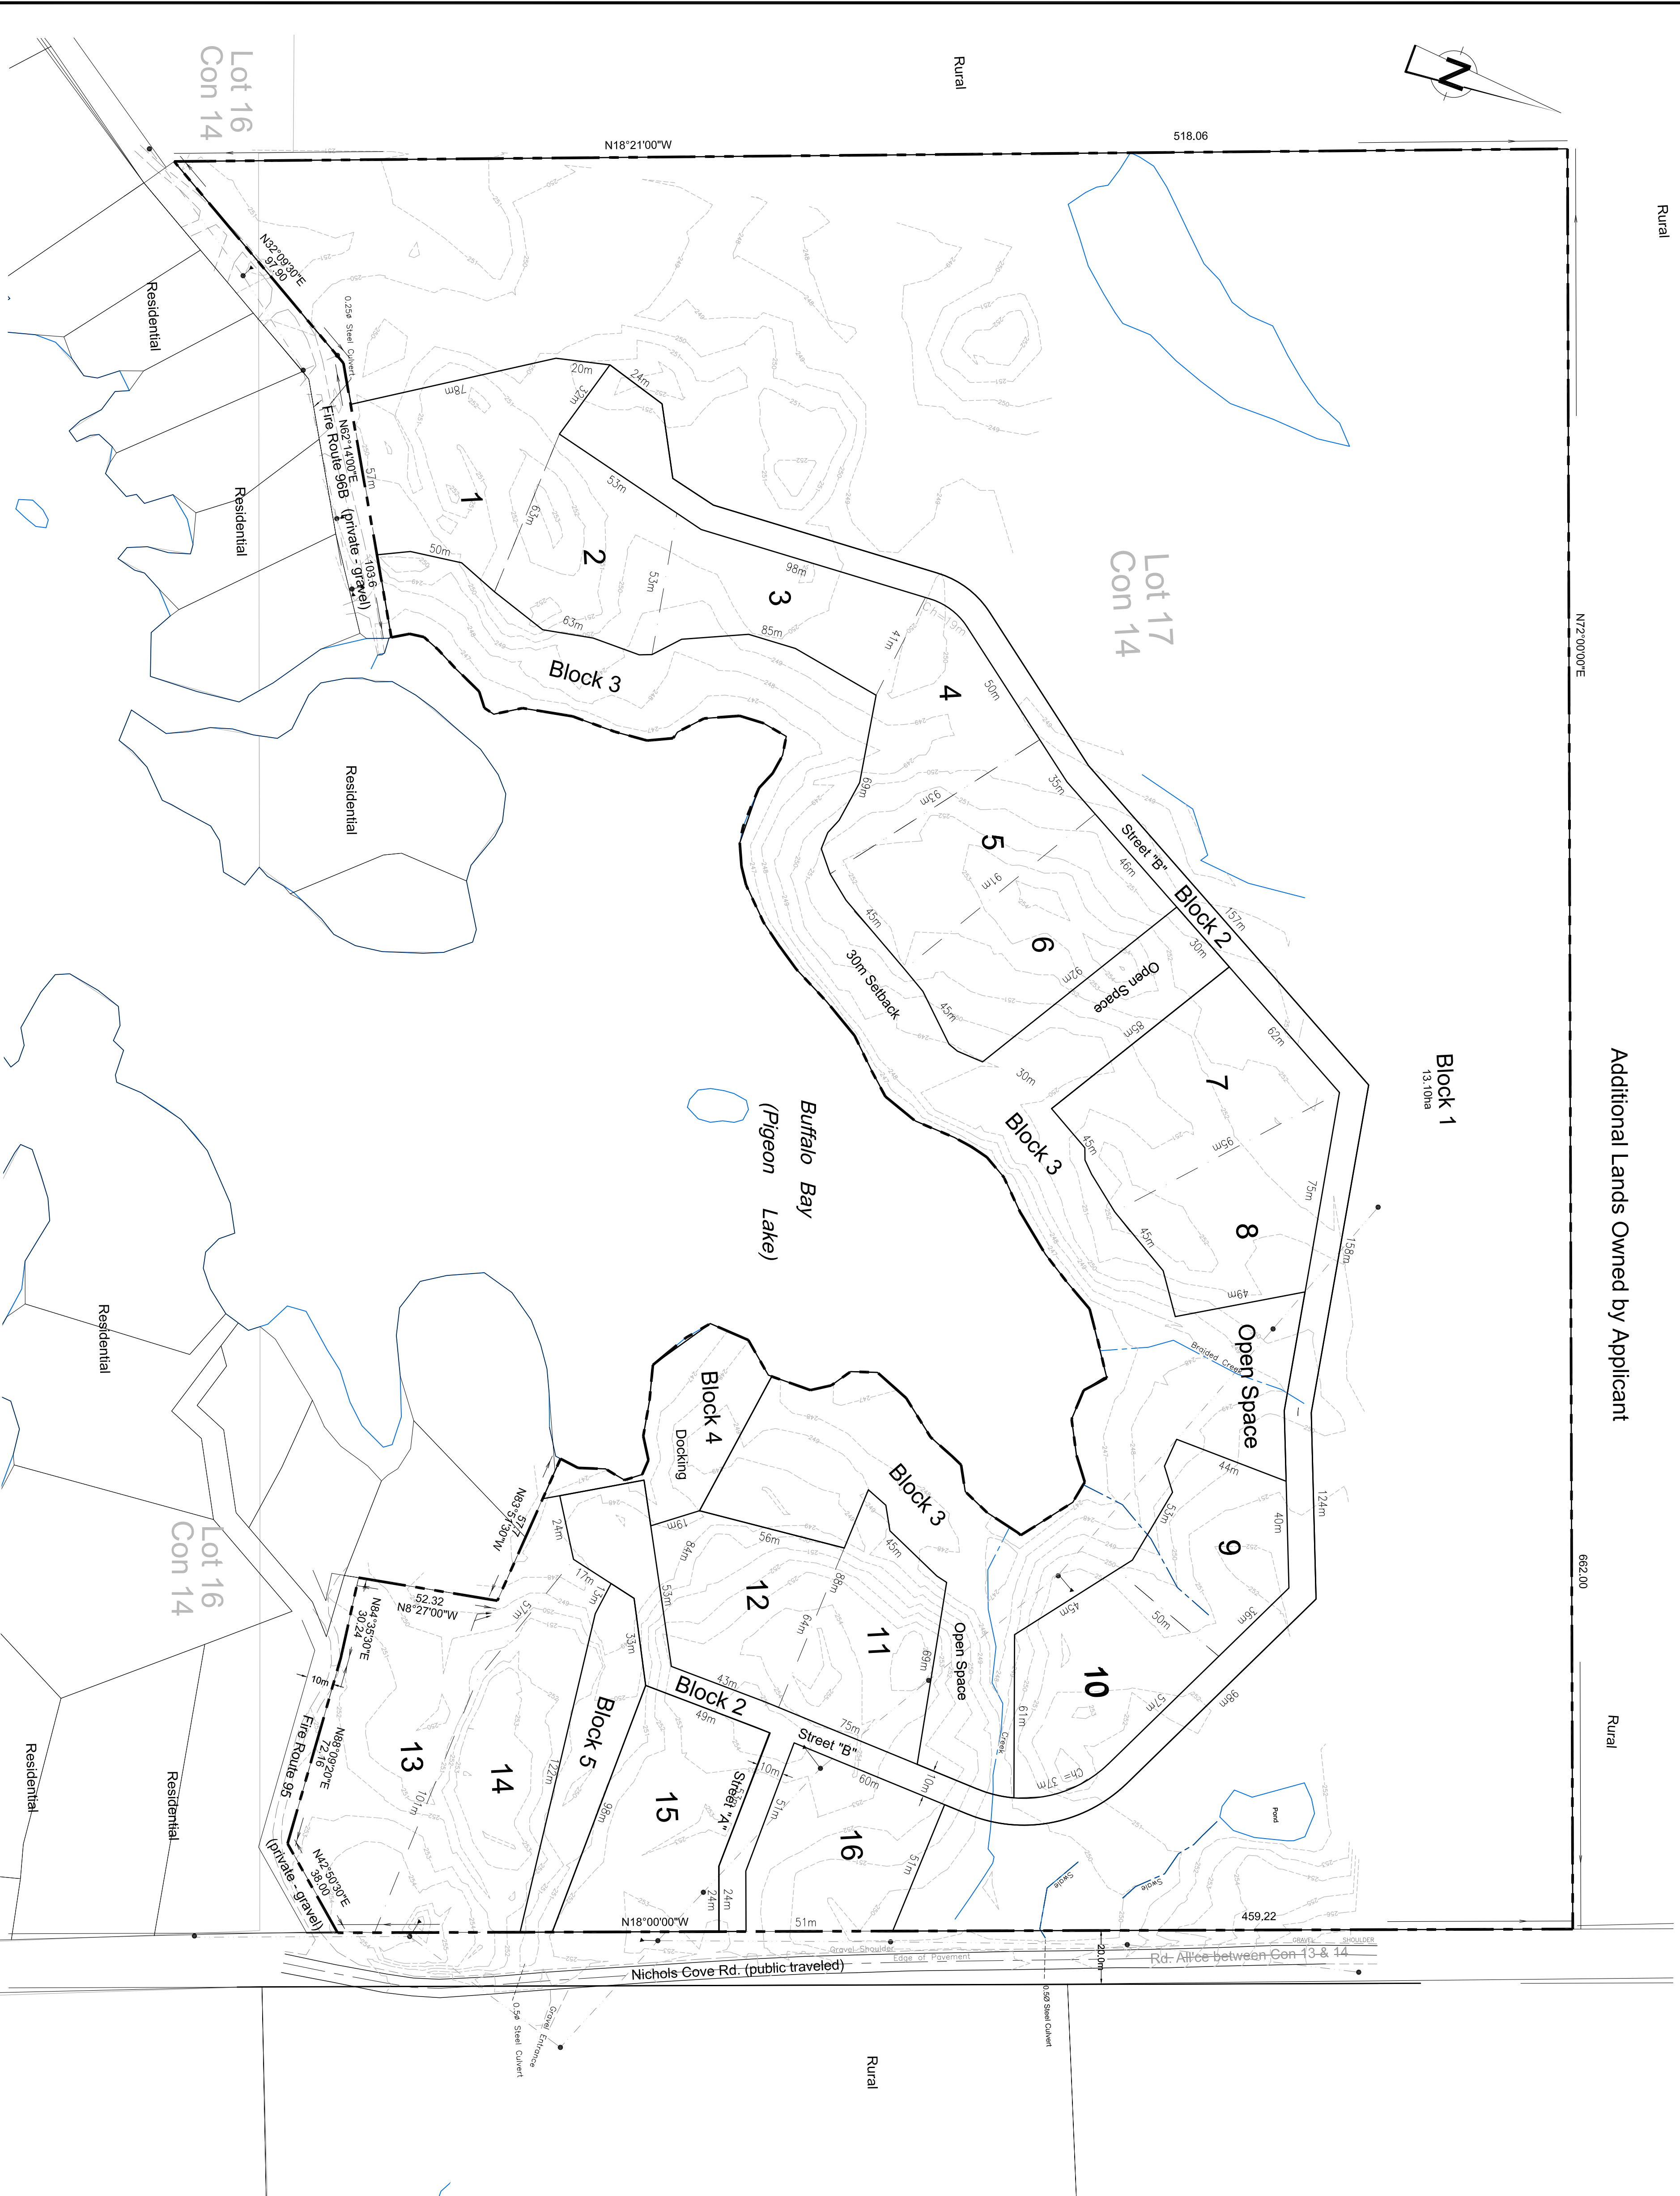 N
Rural
Rural
Lot 16
Con 14
N18°21'00"W
518.06
N32°09'30"E
97.90
0.25ø Steel Culvert
Residential
Residential
Residential
N62°14'00"E
103.6
Fire Route 96B (private - gravel)
57m
78m
20m
24m
32m
53m
63m
50m
1
2
3
53m
98m
63m
85m
Block 3
41m
Ch=19m
Lot 17
Con 14
N72°00'00"E
662.00
4
50m
69m
93m
35m
5
91m
46m
Street "B"
Block 2
157m
30m
6
92m
Open
Space
45m
30m Setback
45m
85m
30m
Block 3
62m
7
95m
45m
75m
8
45m
49m
158m
Block 1
13.10ha
Additional Lands Owned by Applicant
Rural
Buffalo Bay
(Pigeon Lake)
Open Space
Braided Creek
44m
53m
40m
124m
9
45m
50m
36m
10
57m
98m
61m
Ch= 37m
Creek
Pond
Swale
Swale
Block 4
Docking
Block 3
19m
56m
84m
53m
45m
88m
12
64m
11
69m
Open Space
43m
75m
Block 2
49m
Street "B"
10m
60m
10m
51m
Street "A"
16
51m
15
24m
24m
51m
98m
Block 5
33m
122m
13m
17m
24m
57m
14
101m
13
N83°51'30"W
57.7
52.32
N8°27'00"W
N84°35'30"E
30.24
10m
N88°09'20"E
72.16
Fire Route 95
(private - gravel)
N42°50'30"E
38.00
Lot 16
Con 14
Residential
Residential
Residential
N18°00'00"W
459.22
Gravel Shoulder
Edge of Pavement
GRAVEL SHOULDER
Nichols Cove Rd. (public traveled)
20.0m
Rd. All'ce between Con 13 & 14
0.5ø Steel Culvert
Gravel Entrance
0.50 Steel Culvert
Rural